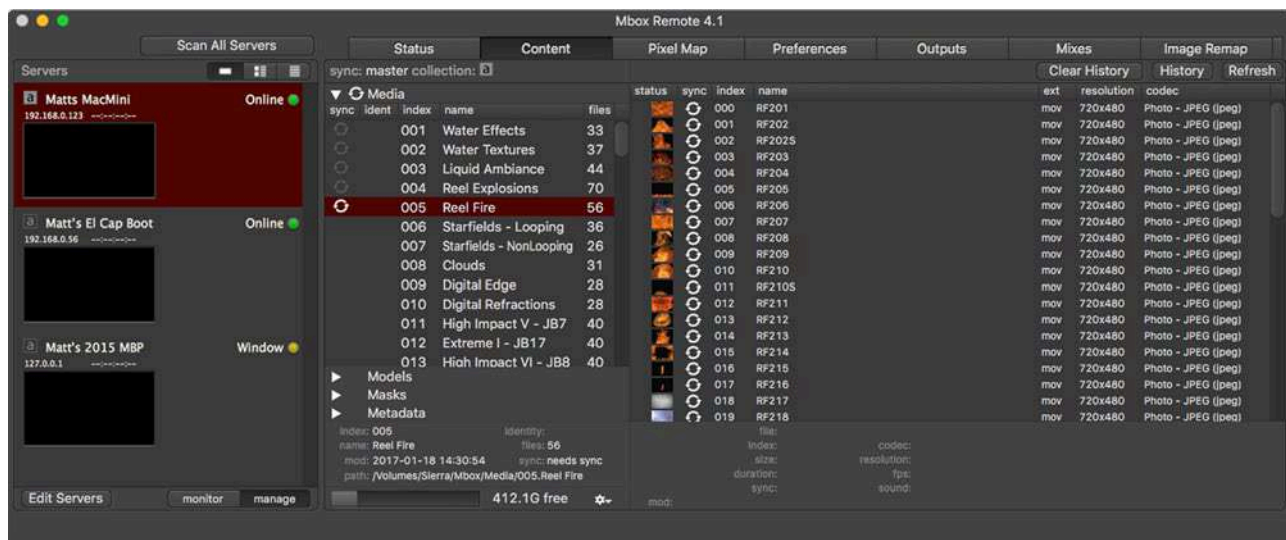 Mbox Remote 4.1
Scan All Servers
Status Content Pixel Map Preferences Outputs Mixes Image Remap
Servers
sync: master collection: a
Clear History History Refresh
a Matts MacMini Online
192.168.0.123 --:--:--:--
a Matt's El Cap Boot Online
192.168.0.56 --:--:--:--
a Matt's 2015 MBP Window
127.0.0.1 --:--:--:--
Edit Servers monitor manage
Media
sync ident index name files
001 Water Effects 33
002 Water Textures 37
003 Liquid Ambiance 44
004 Reel Explosions 70
005 Reel Fire 56
006 Starfields - Looping 36
007 Starfields - NonLooping 26
008 Clouds 31
009 Digital Edge 28
010 Digital Refractions 28
011 High Impact V - JB7 40
012 Extreme I - JB17 40
013 High Impact VI - JB8 40
Models
Masks
Metadata
index: 005 identity:
name: Reel Fire files: 56
mod: 2017-01-18 14:30:54 sync: needs sync
path: /Volumes/Sierra/Mbox/Media/005.Reel Fire
412.1G free
status sync index name ext resolution codec
000 RF201 mov 720x480 Photo - JPEG (jpeg)
001 RF202 mov 720x480 Photo - JPEG (jpeg)
002 RF202S mov 720x480 Photo - JPEG (jpeg)
003 RF203 mov 720x480 Photo - JPEG (jpeg)
004 RF204 mov 720x480 Photo - JPEG (jpeg)
005 RF205 mov 720x480 Photo - JPEG (jpeg)
006 RF206 mov 720x480 Photo - JPEG (jpeg)
007 RF207 mov 720x480 Photo - JPEG (jpeg)
008 RF208 mov 720x480 Photo - JPEG (jpeg)
009 RF209 mov 720x480 Photo - JPEG (jpeg)
010 RF210 mov 720x480 Photo - JPEG (jpeg)
011 RF210S mov 720x480 Photo - JPEG (jpeg)
012 RF211 mov 720x480 Photo - JPEG (jpeg)
013 RF212 mov 720x480 Photo - JPEG (jpeg)
014 RF213 mov 720x480 Photo - JPEG (jpeg)
015 RF214 mov 720x480 Photo - JPEG (jpeg)
016 RF215 mov 720x480 Photo - JPEG (jpeg)
017 RF216 mov 720x480 Photo - JPEG (jpeg)
018 RF217 mov 720x480 Photo - JPEG (jpeg)
019 RF218 mov 720x480 Photo - JPEG (jpeg)
file:
index: codec:
size: resolution:
duration: fps:
sync: sound:
mod: